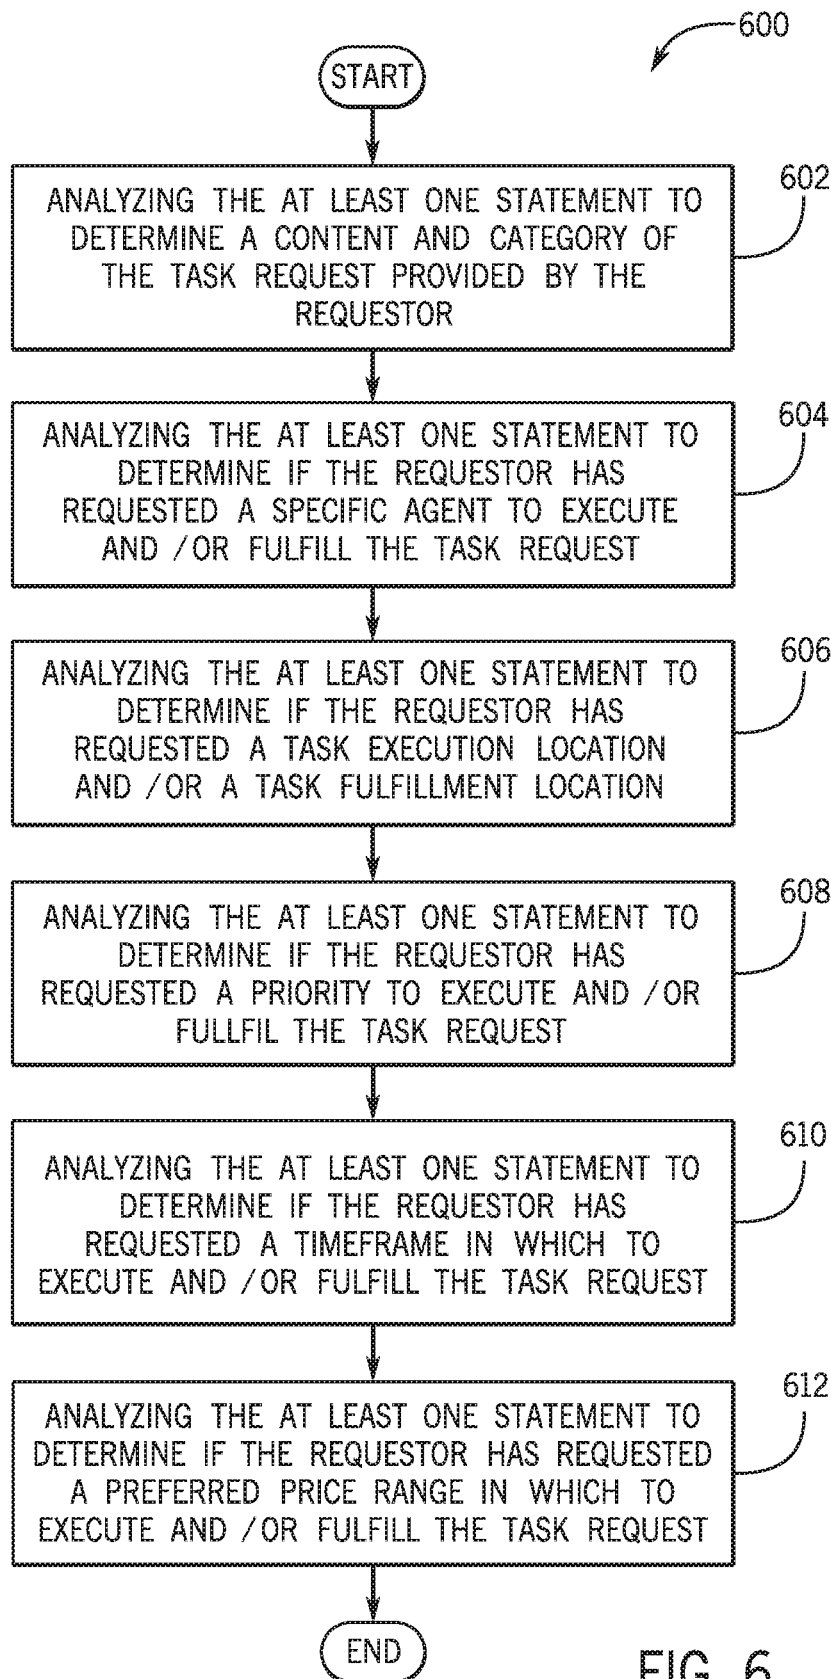 600
START
602
ANALYZING THE AT LEAST ONE STATEMENT TO
DETERMINE A CONTENT AND CATEGORY OF
THE TASK REQUEST PROVIDED BY THE
REQUESTOR
604
ANALYZING THE AT LEAST ONE STATEMENT TO
DETERMINE IF THE REQUESTOR HAS
REQUESTED A SPECIFIC AGENT TO EXECUTE
AND /OR FULFILL THE TASK REQUEST
606
ANALYZING THE AT LEAST ONE STATEMENT TO
DETERMINE IF THE REQUESTOR HAS
REQUESTED A TASK EXECUTION LOCATION
AND /OR A TASK FULFILLMENT LOCATION
608
ANALYZING THE AT LEAST ONE STATEMENT TO
DETERMINE IF THE REQUESTOR HAS
REQUESTED A PRIORITY TO EXECUTE AND /OR
FULLFIL THE TASK REQUEST
610
ANALYZING THE AT LEAST ONE STATEMENT TO
DETERMINE IF THE REQUESTOR HAS
REQUESTED A TIMEFRAME IN WHICH TO
EXECUTE AND /OR FULFILL THE TASK REQUEST
612
ANALYZING THE AT LEAST ONE STATEMENT TO
DETERMINE IF THE REQUESTOR HAS REQUESTED
A PREFERRED PRICE RANGE IN WHICH TO
EXECUTE AND /OR FULFILL THE TASK REQUEST
END
FIG. 6